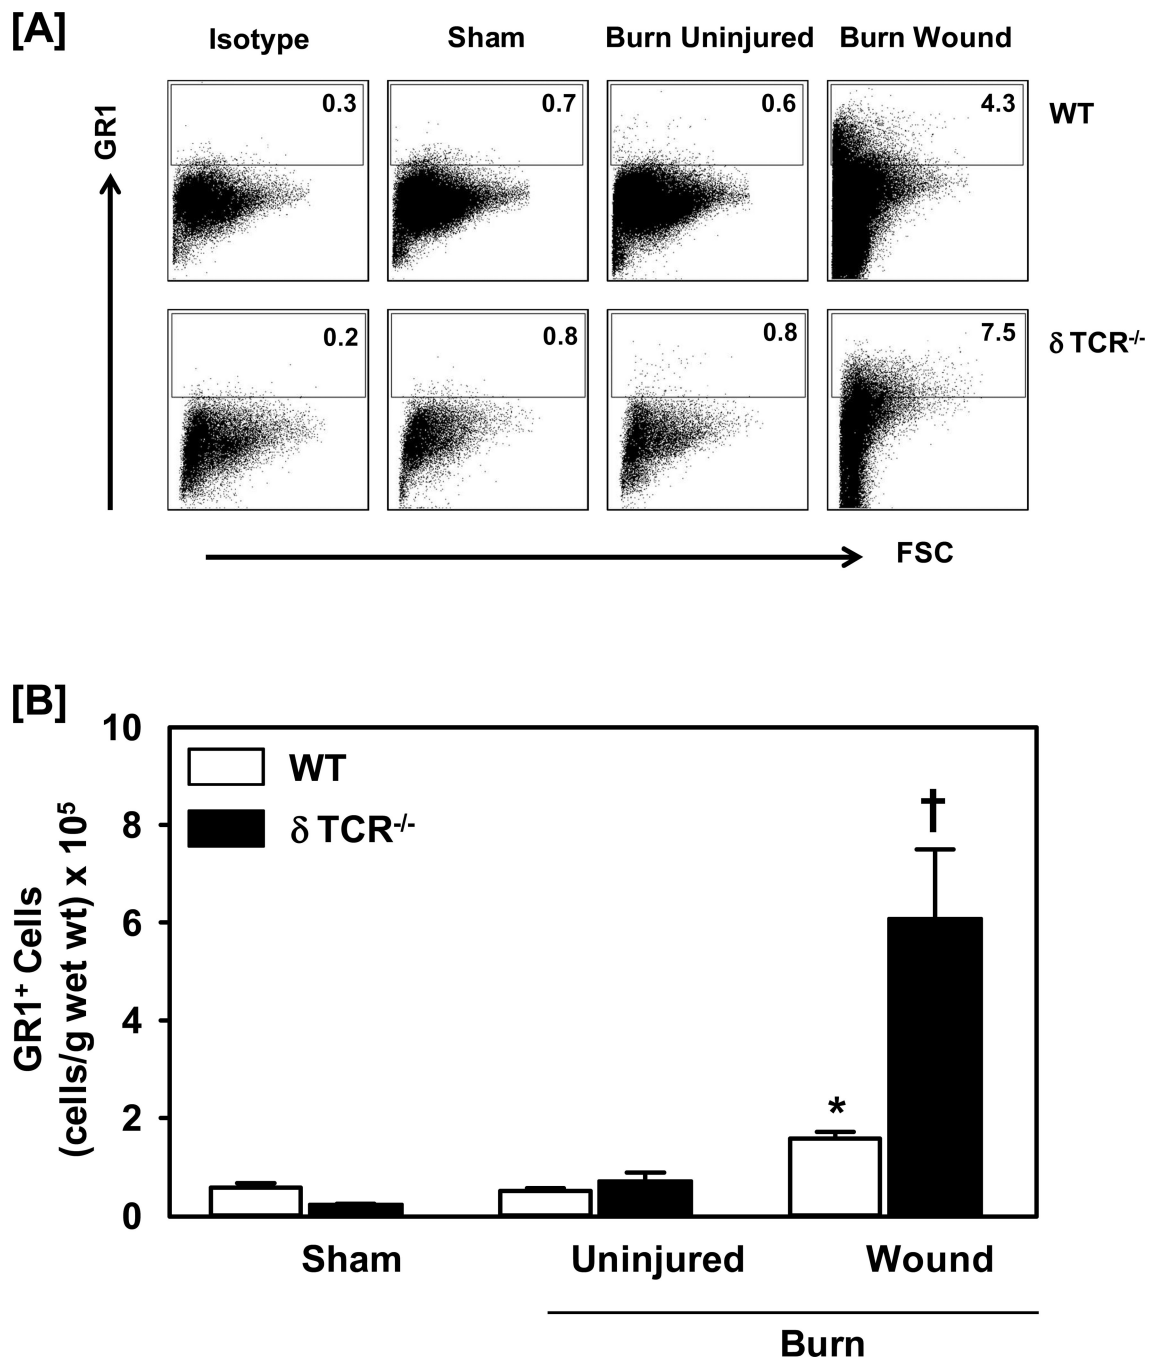 [A]
Isotype
Sham
Burn Uninjured
Burn Wound
GR1
0.3
0.7
0.6
4.3
WT
0.2
0.8
0.8
7.5
δ TCR-/-
FSC
[B]
10
8
6
4
2
0
GR1+ Cells
(cells/g wet wt) x 10⁵
WT
δ TCR-/-
*
†
Sham
Uninjured
Wound
Burn